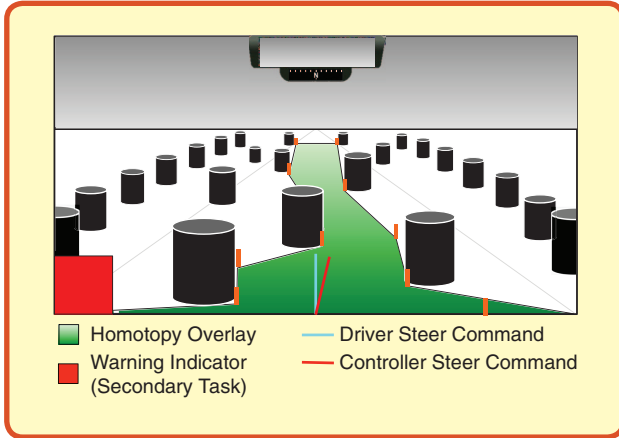 N
Homotopy Overlay
Warning Indicator
(Secondary Task)
Driver Steer Command
Controller Steer Command